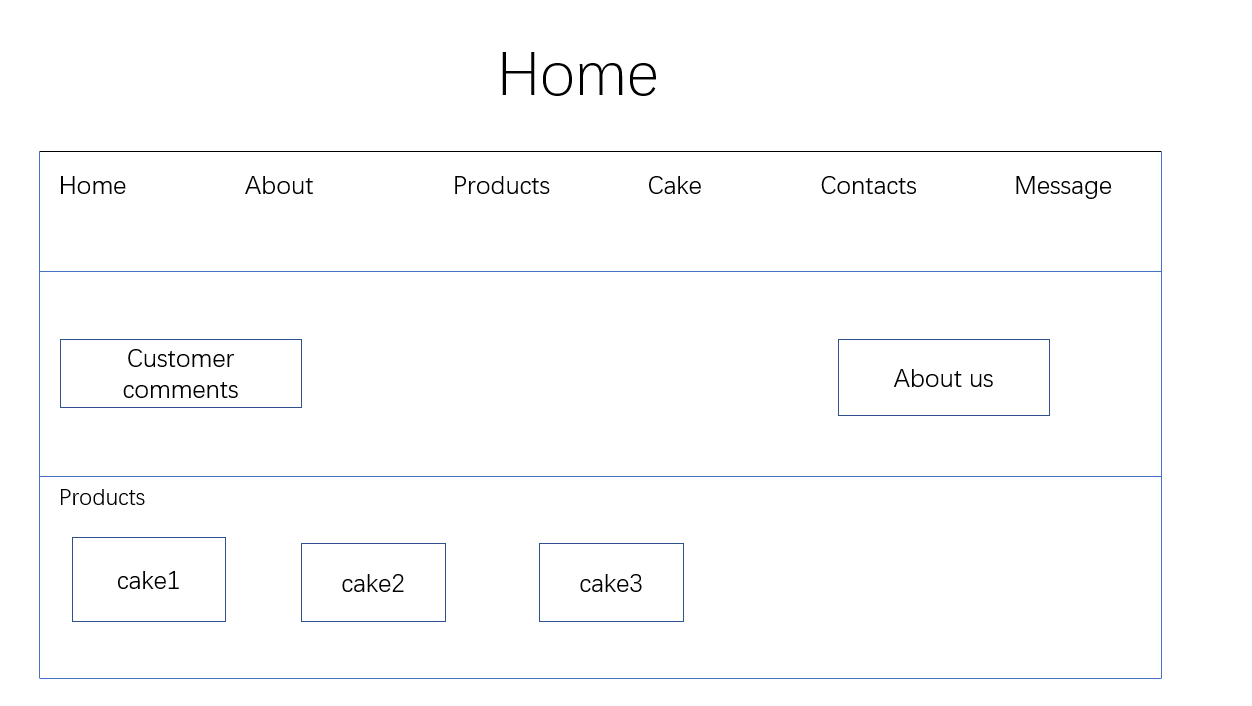 Home
Home About Products Cake Contacts Message
Customer
comments
About us
Products
cake1 cake2 cake3